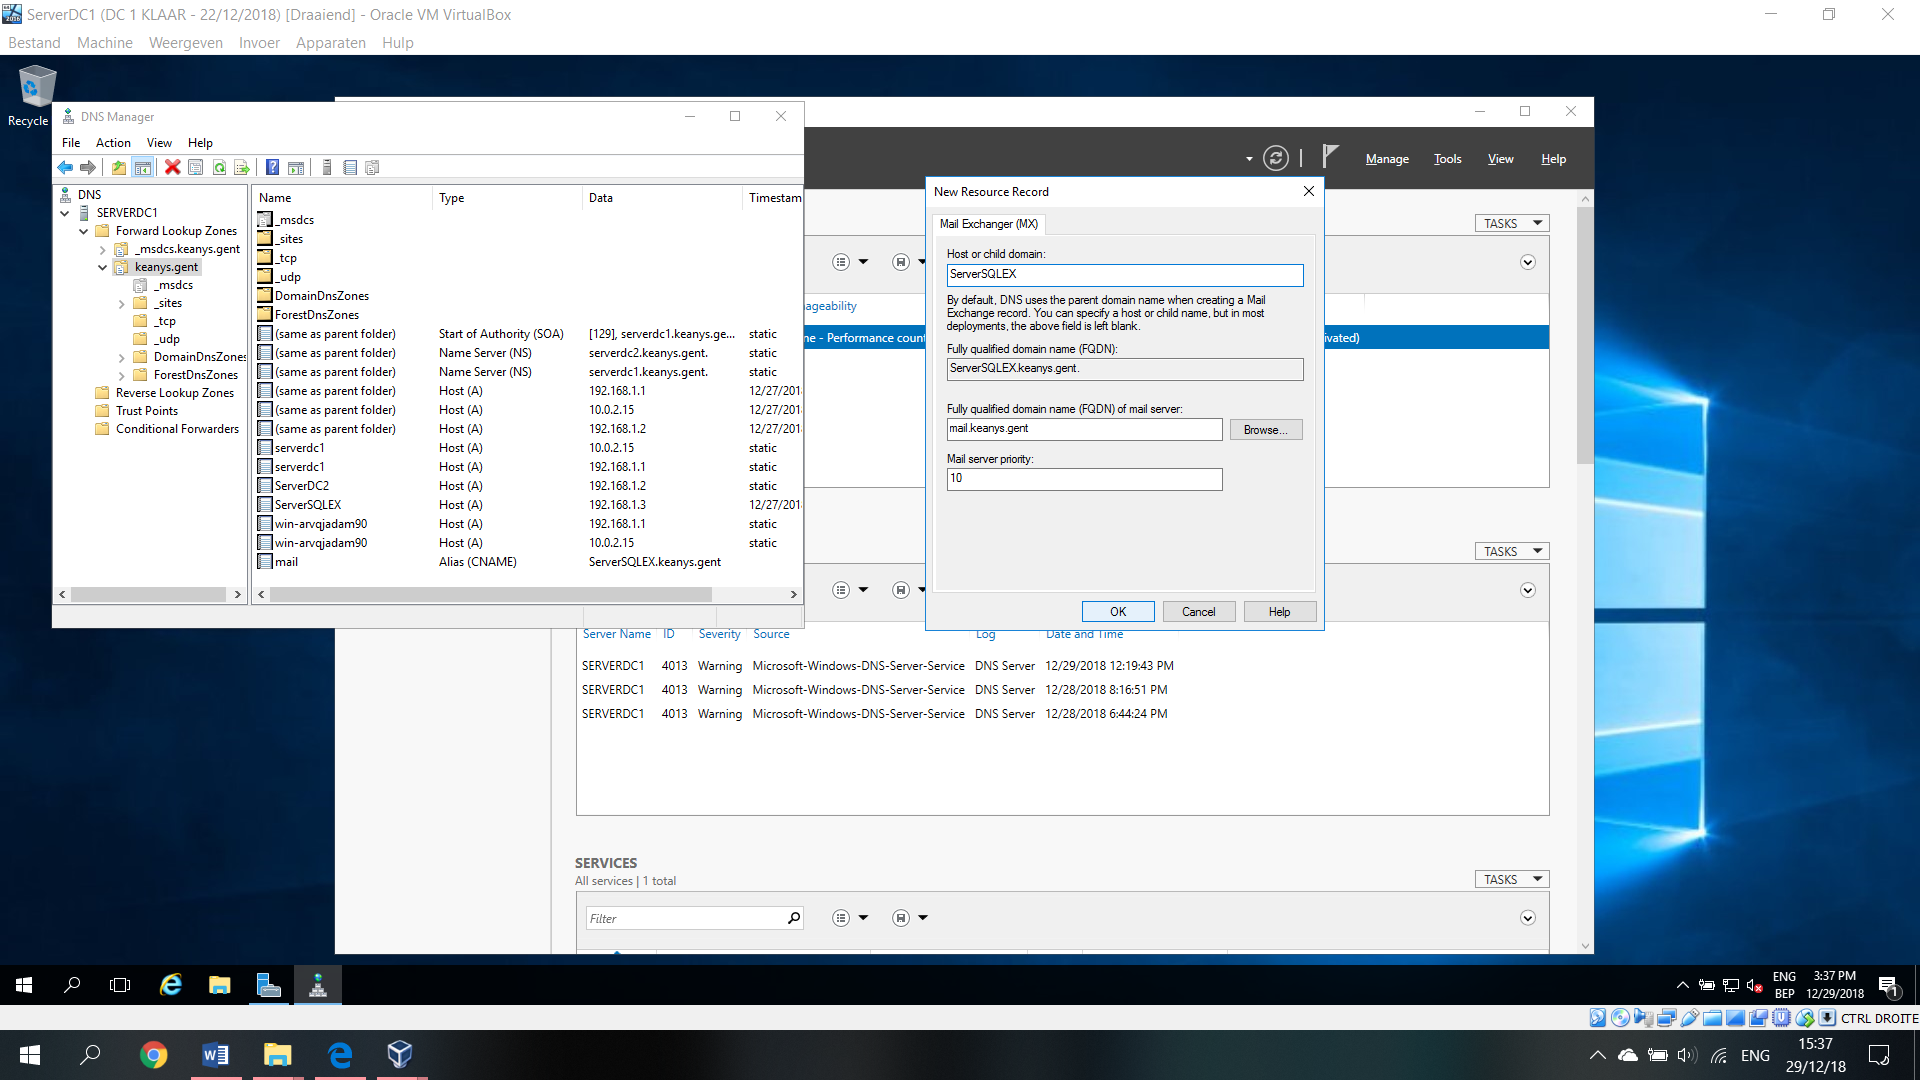 ServerDC1 (DC 1 KLAAR - 22/12/2018) [Draaiend] - Oracle VM VirtualBox
Bestand Machine Weergeven Invoer Apparaten Hulp
Recycle
DNS Manager
File Action View Help
DNS
SERVERDC1
Forward Lookup Zones
_msdcs.keanys.gent
keanys.gent
_msdcs
_sites
_tcp
_udp
DomainDnsZones
ForestDnsZones
Reverse Lookup Zones
Trust Points
Conditional Forwarders
Name Type Data Timestam
_msdcs
_sites
_tcp
_udp
DomainDnsZones
ForestDnsZones
(same as parent folder) Start of Authority (SOA) [129], serverdc1.keanys.ge... static
(same as parent folder) Name Server (NS) serverdc2.keanys.gent. static
(same as parent folder) Name Server (NS) serverdc1.keanys.gent. static
(same as parent folder) Host (A) 192.168.1.1 12/27/201
(same as parent folder) Host (A) 10.0.2.15 12/27/201
(same as parent folder) Host (A) 192.168.1.2 12/27/201
serverdc1 Host (A) 10.0.2.15 static
serverdc1 Host (A) 192.168.1.1 static
ServerDC2 Host (A) 192.168.1.2 static
ServerSQLEX Host (A) 192.168.1.3 12/27/201
win-arvqjadam90 Host (A) 192.168.1.1 static
win-arvqjadam90 Host (A) 10.0.2.15 static
mail Alias (CNAME) ServerSQLEX.keanys.gent
Manage Tools View Help
TASKS
ageability
me - Performance count
ivated)
New Resource Record
Mail Exchanger (MX)
Host or child domain:
ServerSQLEX
By default, DNS uses the parent domain name when creating a Mail
Exchange record. You can specify a host or child name, but in most
deployments, the above field is left blank.
Fully qualified domain name (FQDN):
ServerSQLEX.keanys.gent.
Fully qualified domain name (FQDN) of mail server:
mail.keanys.gent
Browse...
Mail server priority:
10
OK Cancel Help
TASKS
Server Name ID Severity Source Log Date and Time
SERVERDC1 4013 Warning Microsoft-Windows-DNS-Server-Service DNS Server 12/29/2018 12:19:43 PM
SERVERDC1 4013 Warning Microsoft-Windows-DNS-Server-Service DNS Server 12/28/2018 8:16:51 PM
SERVERDC1 4013 Warning Microsoft-Windows-DNS-Server-Service DNS Server 12/28/2018 6:44:24 PM
SERVICES
All services | 1 total
TASKS
Filter
ENG
BEP
3:37 PM
12/29/2018
1
CTRL DROITE
ENG
15:37
29/12/18